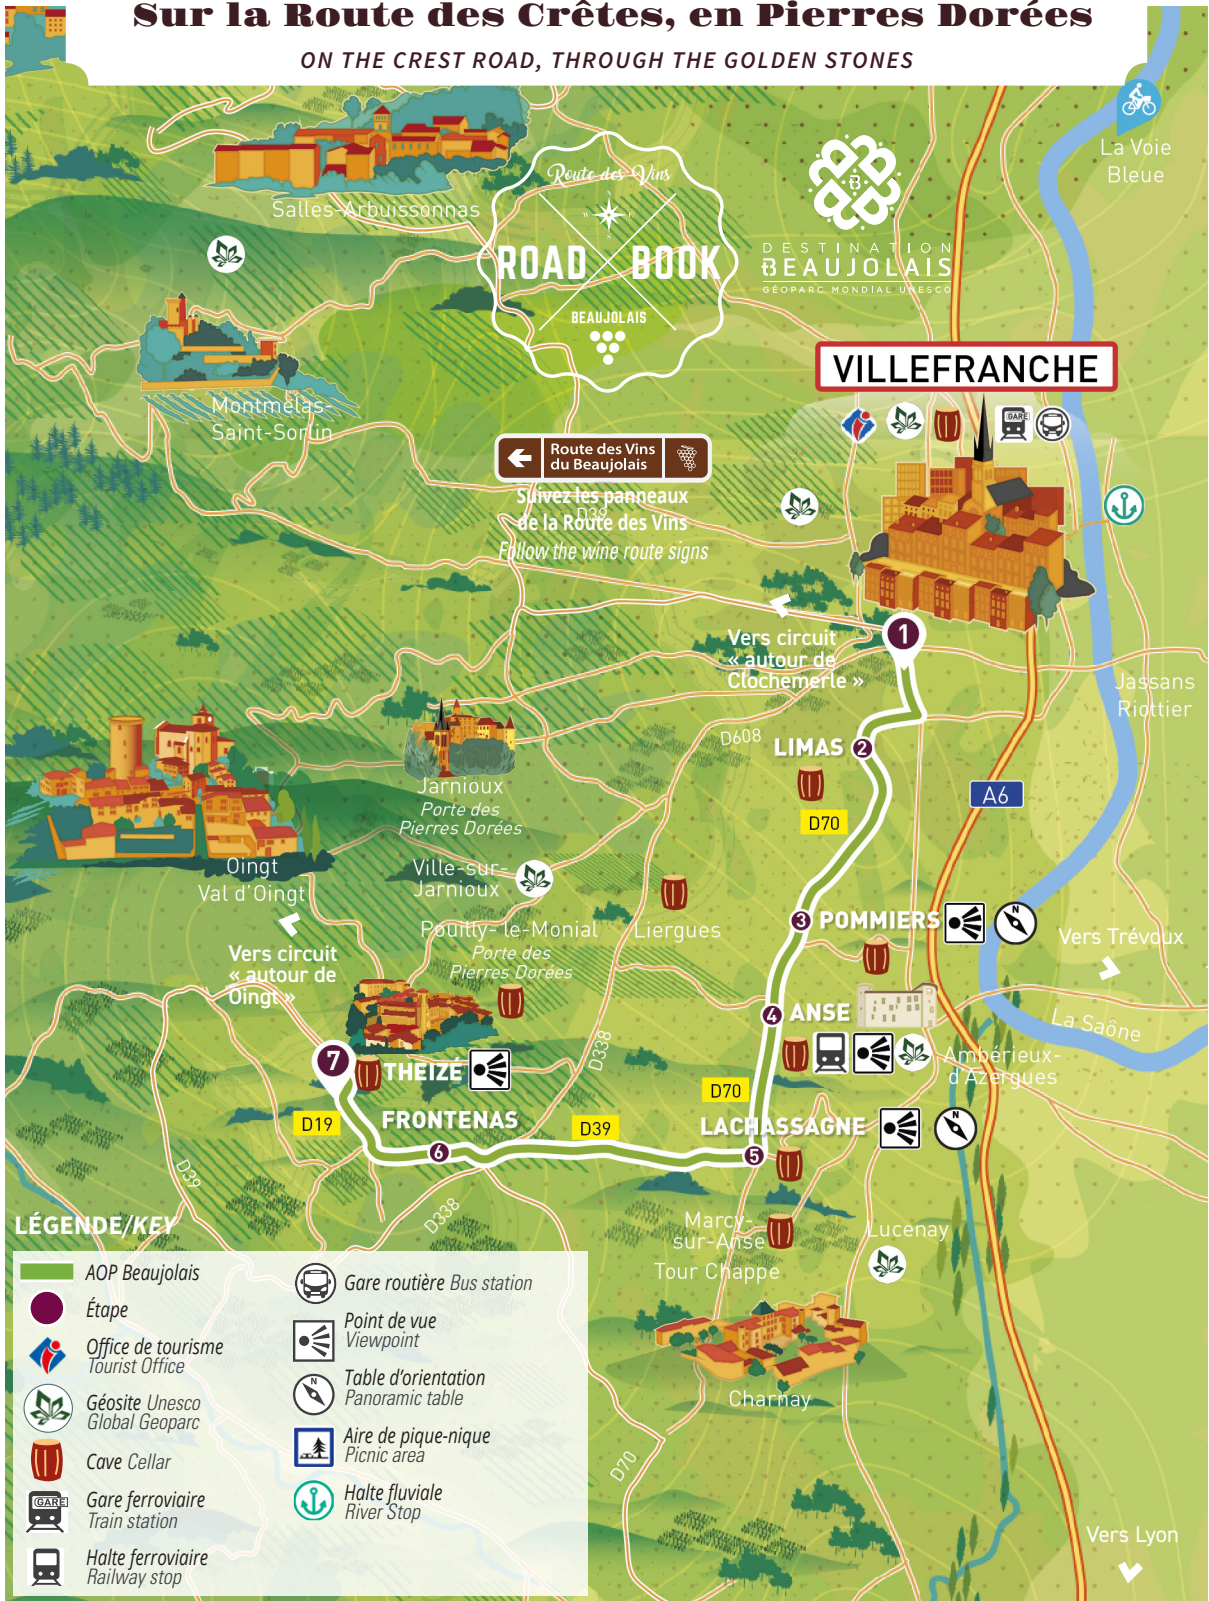 Sur la Route des Crêtes, en Pierres Dorées
ON THE CREST ROAD, THROUGH THE GOLDEN STONES
La Voie
Bleue
Salles-Arbuissonnas
Route des Vins
N
W
E
S
ROAD BOOK
BEAUJOLAIS
B
DESTINATION
BEAUJOLAIS
GÉOPARC MONDIAL UNESCO
Montmelas-
Saint-Sorlin
VILLEFRANCHE
GARE
Route des Vins
du Beaujolais
Suivez les panneaux
D39
de la Route des Vins
Follow the wine route signs
1
Vers circuit
« autour de
Clochemerle »
Jassans
Riottier
D608
LIMAS 2
A6
D70
Jarnioux
Porte des
Pierres Dorées
Oingt
Val d'Oingt
Ville-sur-
Jarnioux
3 POMMIERS
N
Pouilly- le-Monial
Porte des
Pierres Dorées
Liergues
Vers Trévoux
Vers circuit
« autour de
Oingt »
4 ANSE
La Saône
D338
Ambérieux-
d'Azergues
7
THEIZÉ
D70
D19
FRONTENAS
D39
LACHASSAGNE
N
6
5
D39
D338
Marcy-
sur-Anse
Tour Chappe
Lucenay
Charnay
D70
Vers Lyon
LÉGENDE/KEY
AOP Beaujolais
Étape
Office de tourisme
Tourist Office
Géosite Unesco
Global Geoparc
Cave Cellar
GARE
Gare ferroviaire
Train station
Halte ferroviaire
Railway stop
Gare routière Bus station
Point de vue
Viewpoint
N
Table d'orientation
Panoramic table
Aire de pique-nique
Picnic area
Halte fluviale
River Stop